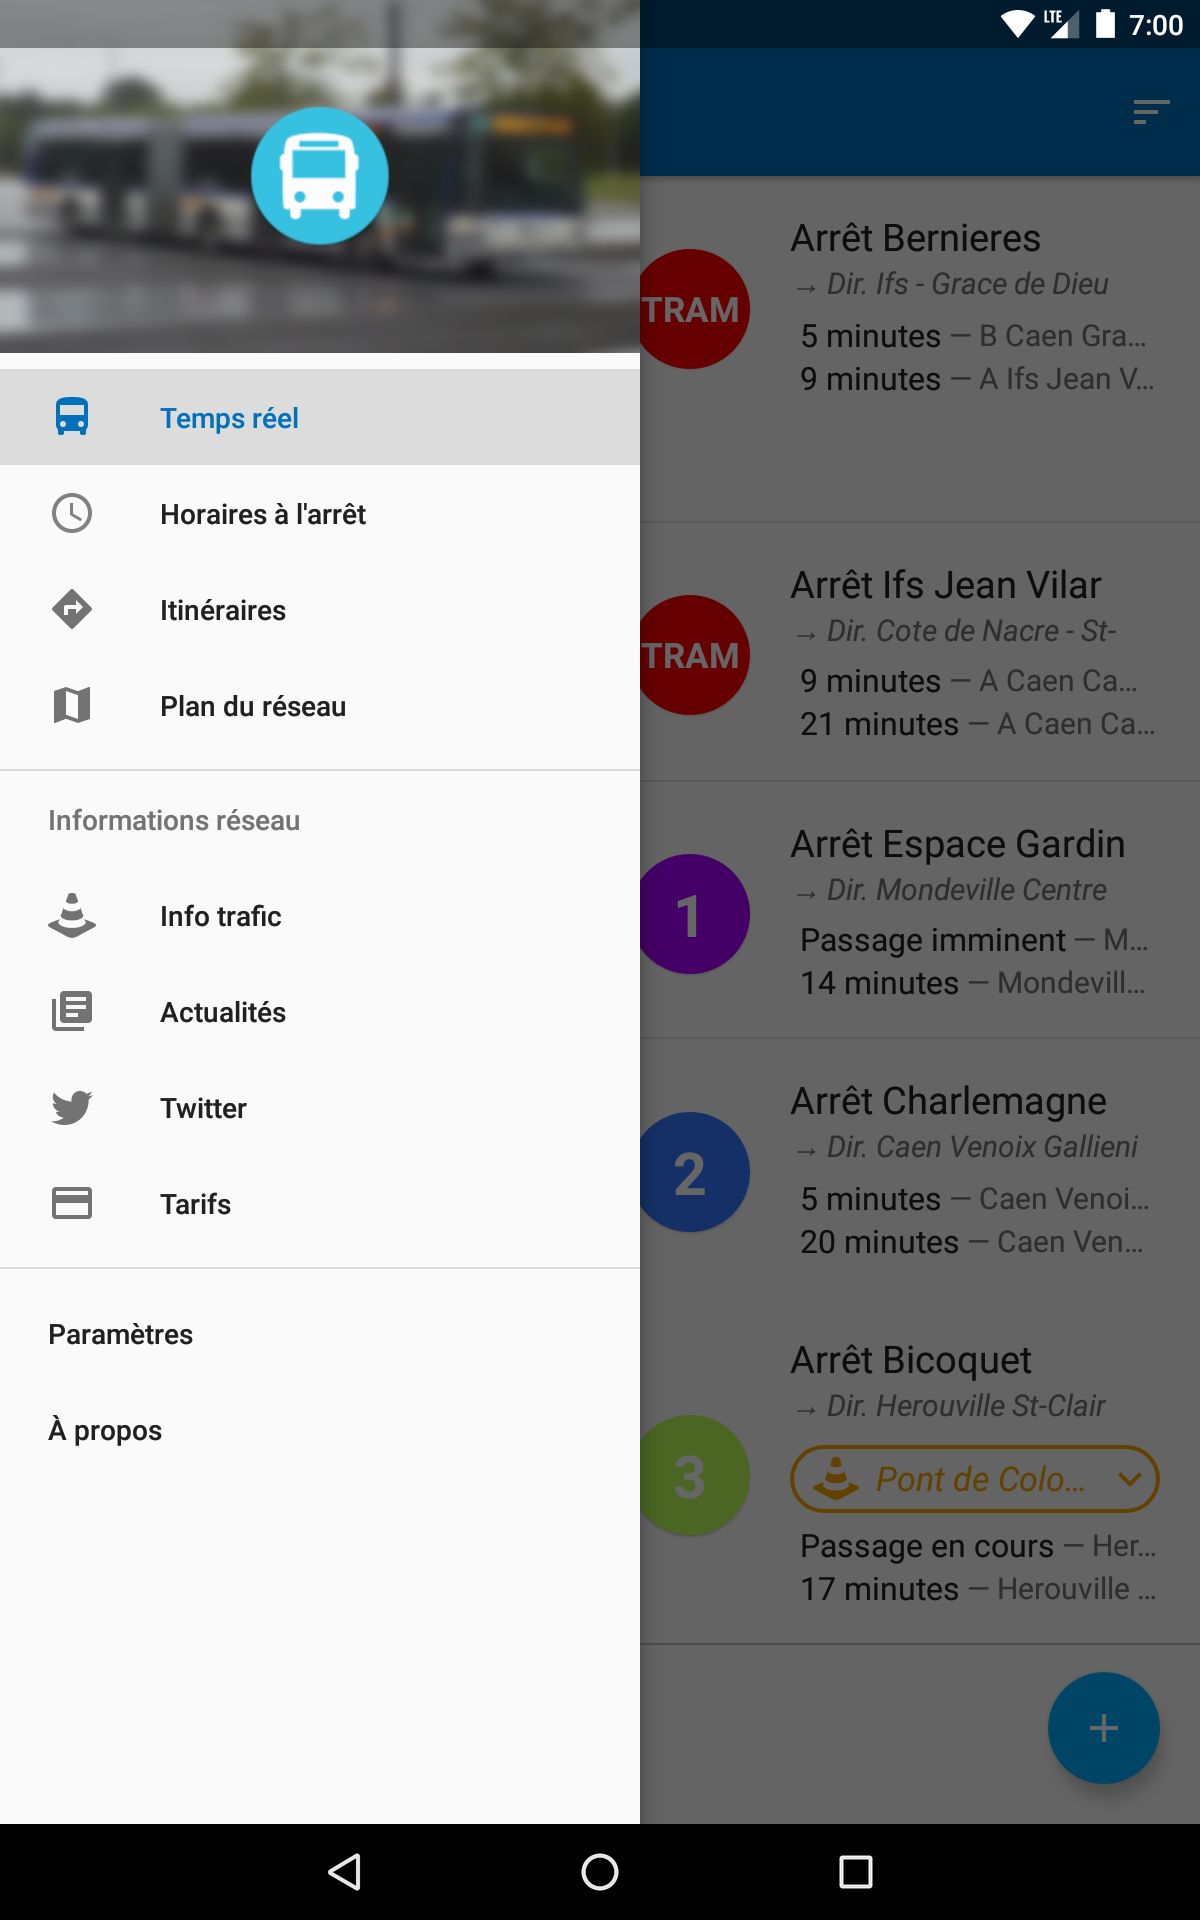 LTE 7:00
Temps réel
Horaires à l'arrêt
Itinéraires
Plan du réseau
Informations réseau
Info trafic
Actualités
Twitter
Tarifs
Paramètres
À propos
TRAM
Arrêt Bernieres
→ Dir. Ifs - Grace de Dieu
5 minutes — B Caen Gra...
9 minutes — A Ifs Jean V...
TRAM
Arrêt Ifs Jean Vilar
→ Dir. Cote de Nacre - St-
9 minutes — A Caen Ca...
21 minutes — A Caen Ca...
1
Arrêt Espace Gardin
→ Dir. Mondeville Centre
Passage imminent — M...
14 minutes — Mondevill...
2
Arrêt Charlemagne
→ Dir. Caen Venoix Gallieni
5 minutes — Caen Venoi...
20 minutes — Caen Ven...
3
Arrêt Bicoquet
→ Dir. Herouville St-Clair
Pont de Colo...
Passage en cours — Her...
17 minutes — Herouville ...